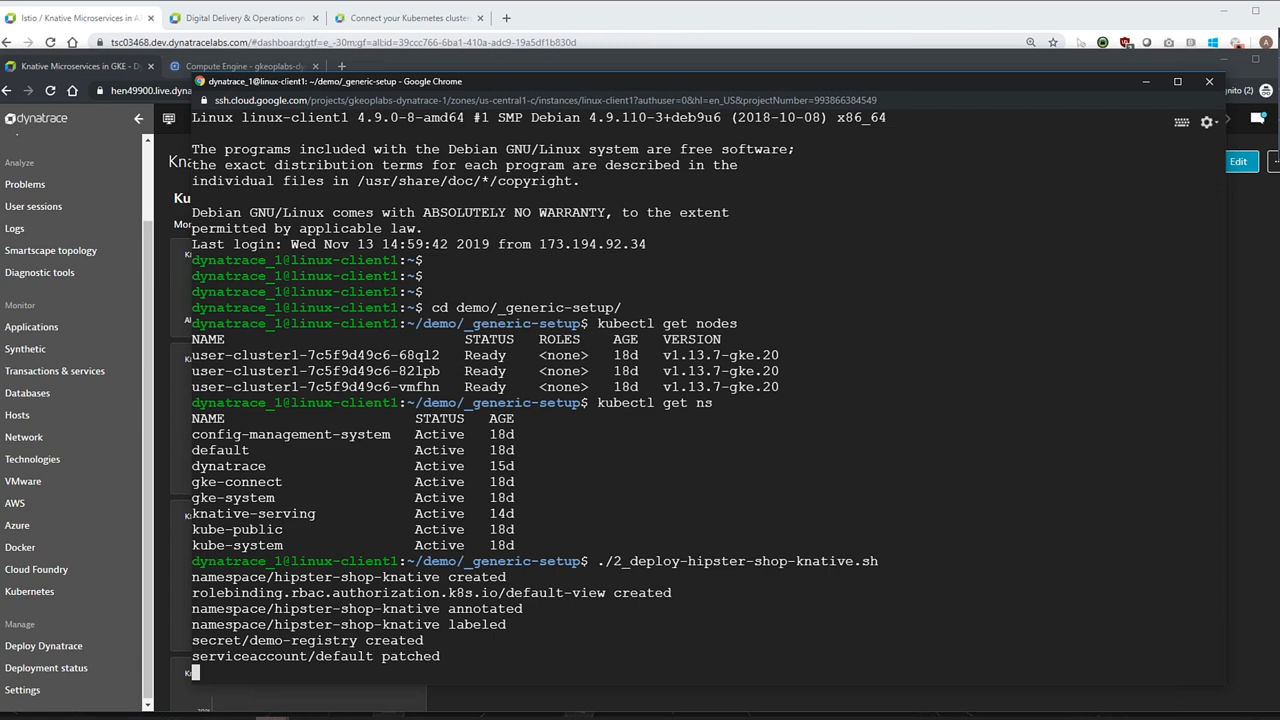 Istio / Knative Microservices in A
Digital Delivery & Operations on
Connect your Kubernetes cluster
tsc03468.dev.dynatracelabs.com/#dashboard;gtf=e_-30m;gf=all;id=39ccc766-6ba1-410a-adc9-19a5df1b830d
Knative Microservices in GKE - Dy
Compute Engine - gkeoplabs-dy
dynatrace_1@linux-client1: ~/demo/_generic-setup - Google Chrome
hen49900.live.dyna
ssh.cloud.google.com/projects/gkeoplabs-dynatrace-1/zones/us-central1-c/instances/linux-client1?authuser=0&hl=en_US&projectNumber=993866384549
ognito (2)
dynatrace
Edit
Analyze
Problems
User sessions
Logs
Smartscape topology
Diagnostic tools
Monitor
Applications
Synthetic
Transactions & services
Databases
Hosts
Network
Technologies
VMware
AWS
Azure
Docker
Cloud Foundry
Kubernetes
Manage
Deploy Dynatrace
Deployment status
Settings
Kna
Ku
Mo
Linux linux-client1 4.9.0-8-amd64 #1 SMP Debian 4.9.110-3+deb9u6 (2018-10-08) x86_64
The programs included with the Debian GNU/Linux system are free software;
the exact distribution terms for each program are described in the
individual files in /usr/share/doc/*/copyright.
Debian GNU/Linux comes with ABSOLUTELY NO WARRANTY, to the extent
permitted by applicable law.
Last login: Wed Nov 13 14:59:42 2019 from 173.194.92.34
dynatrace_1@linux-client1:~$
dynatrace_1@linux-client1:~$
dynatrace_1@linux-client1:~$
dynatrace_1@linux-client1:~$ cd demo/_generic-setup/
dynatrace_1@linux-client1:~/demo/_generic-setup$ kubectl get nodes
NAME STATUS ROLES AGE VERSION
user-cluster1-7c5f9d49c6-68ql2 Ready <none> 18d v1.13.7-gke.20
user-cluster1-7c5f9d49c6-82lpb Ready <none> 18d v1.13.7-gke.20
user-cluster1-7c5f9d49c6-vmfhn Ready <none> 18d v1.13.7-gke.20
dynatrace_1@linux-client1:~/demo/_generic-setup$ kubectl get ns
NAME STATUS AGE
config-management-system Active 18d
default Active 18d
dynatrace Active 15d
gke-connect Active 18d
gke-system Active 18d
knative-serving Active 14d
kube-public Active 18d
kube-system Active 18d
dynatrace_1@linux-client1:~/demo/_generic-setup$ ./2_deploy-hipster-shop-knative.sh
namespace/hipster-shop-knative created
rolebinding.rbac.authorization.k8s.io/default-view created
namespace/hipster-shop-knative annotated
namespace/hipster-shop-knative labeled
secret/demo-registry created
serviceaccount/default patched